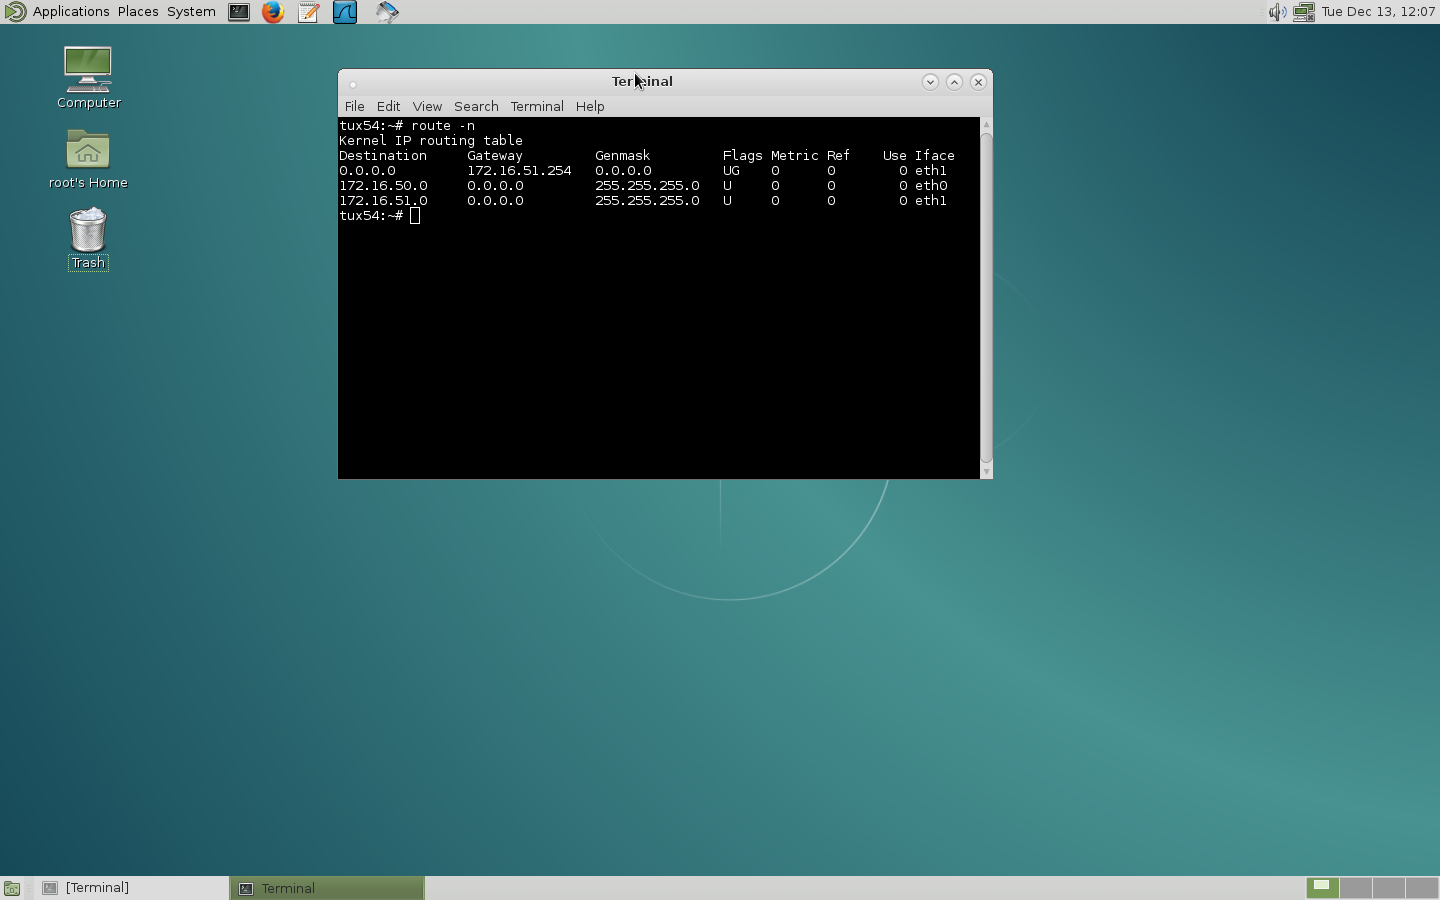 Applications Places System
Tue Dec 13, 12:07
Computer
root's Home
Trash
Terminal
File Edit View Search Terminal Help
tux54:~# route -n
Kernel IP routing table
Destination     Gateway         Genmask         Flags Metric Ref    Use Iface
0.0.0.0         172.16.51.254   0.0.0.0         UG    0      0        0 eth1
172.16.50.0     0.0.0.0         255.255.255.0   U     0      0        0 eth0
172.16.51.0     0.0.0.0         255.255.255.0   U     0      0        0 eth1
tux54:~#
[Terminal]
Terminal